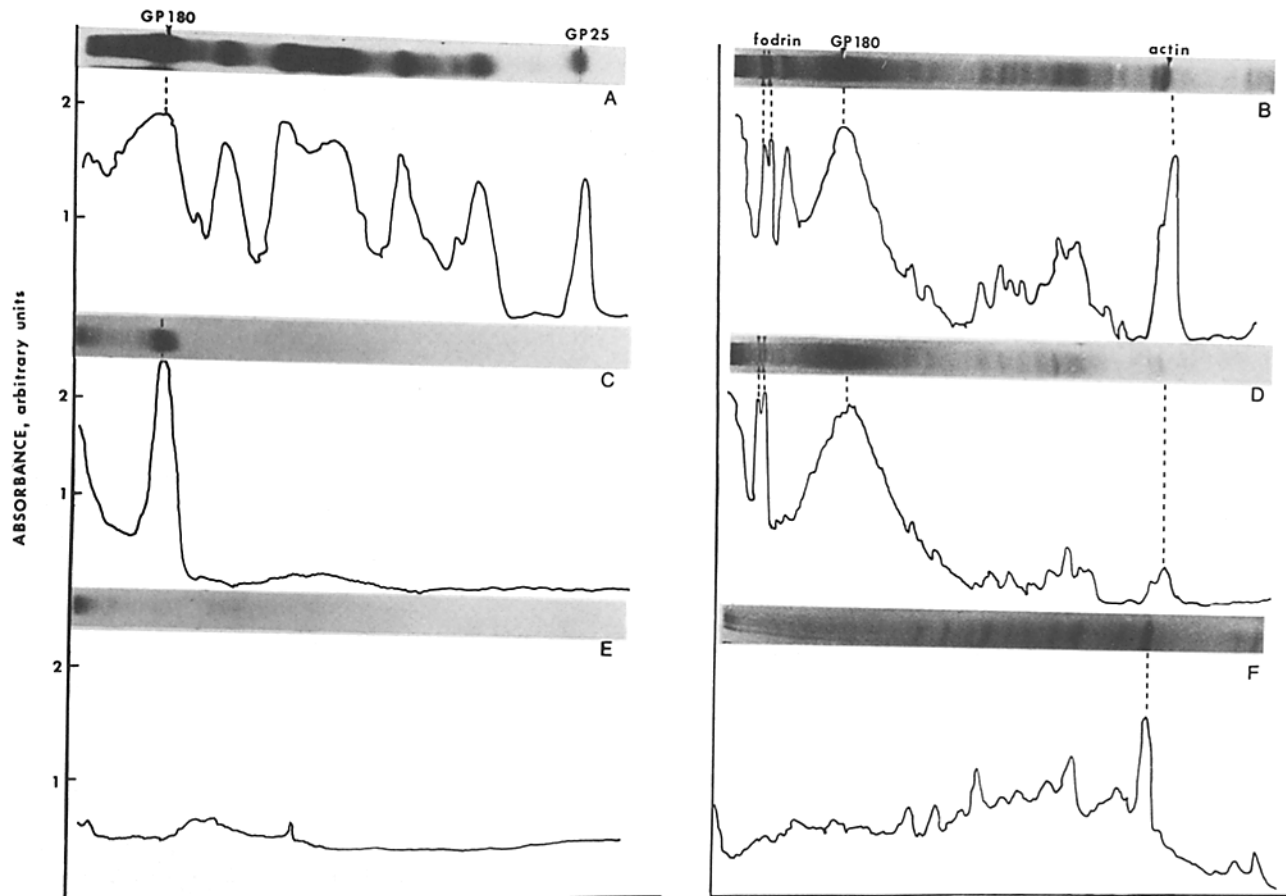 GP180
GP25
A
2
1
C
2
1
E
2
1
ABSORBANCE, arbitrary units
fodrin
GP180
actin
B
D
F